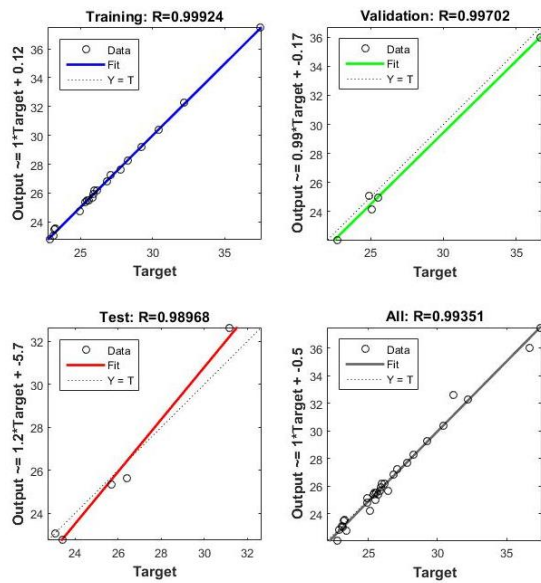 Training: R=0.99924
Output ~= 1*Target + 0.12
36
34
32
30
28
26
24
Data
Fit
Y = T
25
30
35
Target
Validation: R=0.99702
Output ~= 0.99*Target + -0.17
36
34
32
30
28
26
24
Data
Fit
Y = T
25
30
35
Target
Test: R=0.98968
Output ~= 1.2*Target + -5.7
32
30
28
26
24
Data
Fit
Y = T
24
26
28
30
32
Target
All: R=0.99351
Output ~= 1*Target + -0.5
36
34
32
30
28
26
24
Data
Fit
Y = T
25
30
35
Target